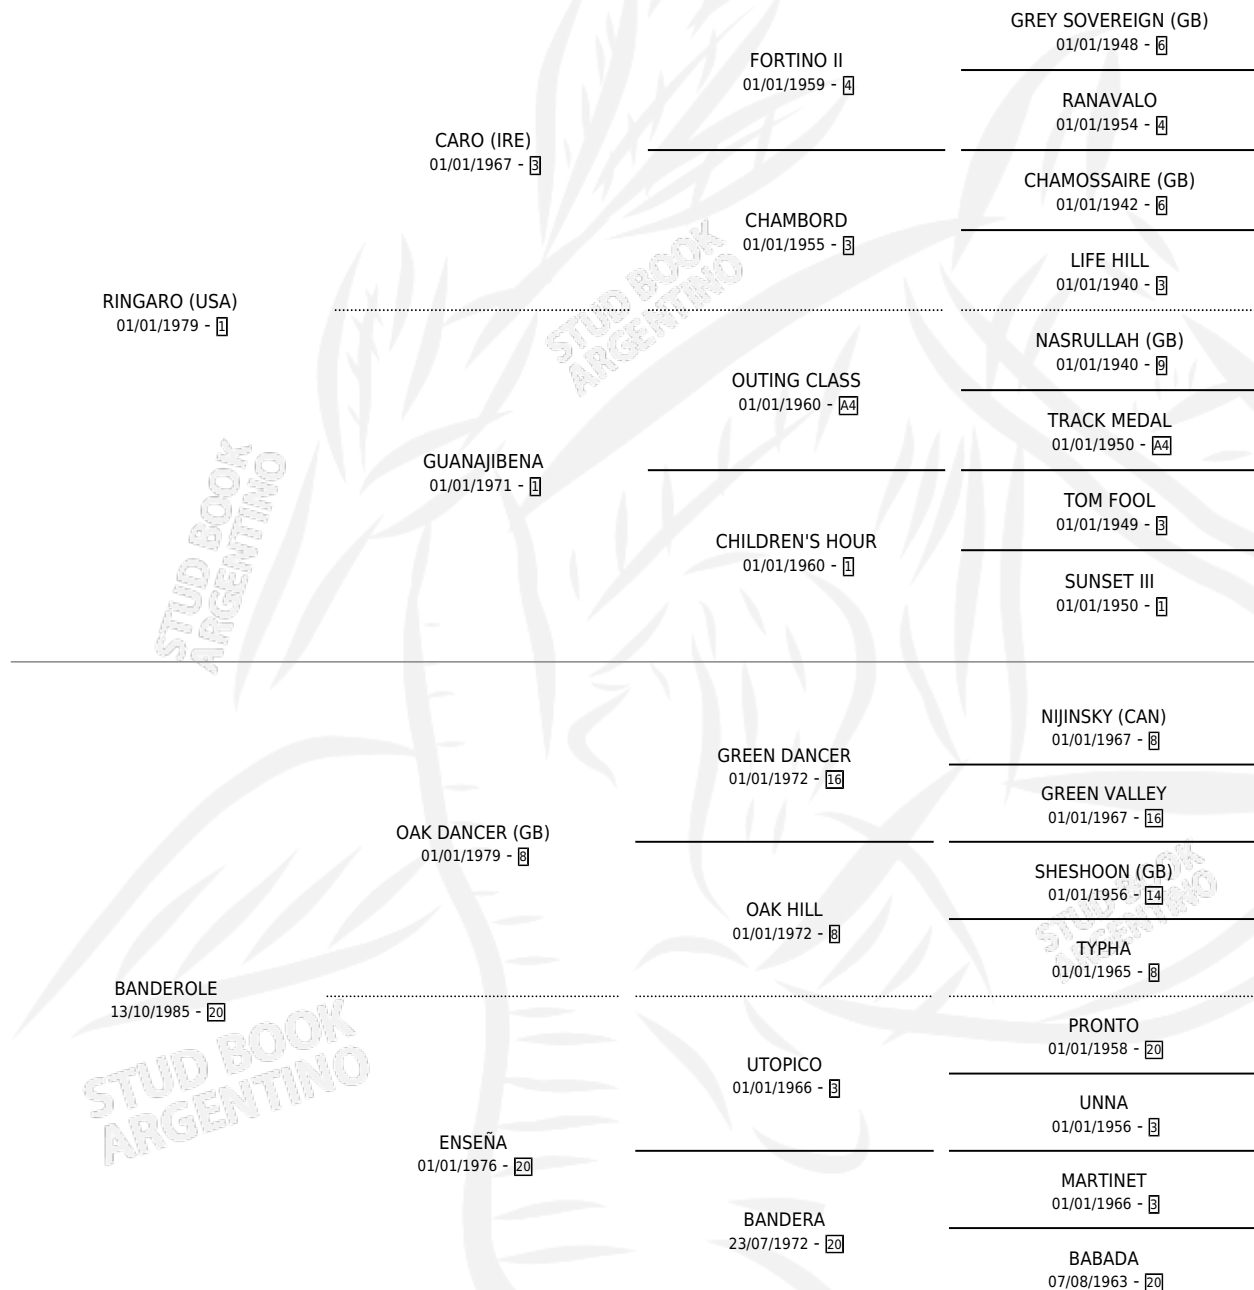 GREY SOVEREIGN (GB)
01/01/1948 - 6
FORTINO II
01/01/1959 - 4
RANAVALO
01/01/1954 - 4
CARO (IRE)
01/01/1967 - 3
CHAMOSSAIRE (GB)
01/01/1942 - 6
CHAMBORD
01/01/1955 - 3
LIFE HILL
01/01/1940 - 3
RINGARO (USA)
01/01/1979 - 1
STUD BOOK
ARGENTINO
NASRULLAH (GB)
01/01/1940 - 9
OUTING CLASS
01/01/1960 - A4
TRACK MEDAL
01/01/1950 - A4
GUANAJIBENA
01/01/1971 - 1
TOM FOOL
01/01/1949 - 3
CHILDREN'S HOUR
01/01/1960 - 1
SUNSET III
01/01/1950 - 1
STUD BOOK
ARGENTINO
NIJINSKY (CAN)
01/01/1967 - 8
GREEN DANCER
01/01/1972 - 16
GREEN VALLEY
01/01/1967 - 16
OAK DANCER (GB)
01/01/1979 - 8
SHESHOON (GB)
01/01/1956 - 14
OAK HILL
01/01/1972 - 8
STUD BOOK
ARGENTINO
TYPHA
01/01/1965 - 8
BANDEROLE
13/10/1985 - 20
PRONTO
01/01/1958 - 20
UTOPICO
01/01/1966 - 3
STUD BOOK
ARGENTINO
UNNA
01/01/1956 - 3
ENSEÑA
01/01/1976 - 20
MARTINET
01/01/1966 - 3
BANDERA
23/07/1972 - 20
BABADA
07/08/1963 - 20